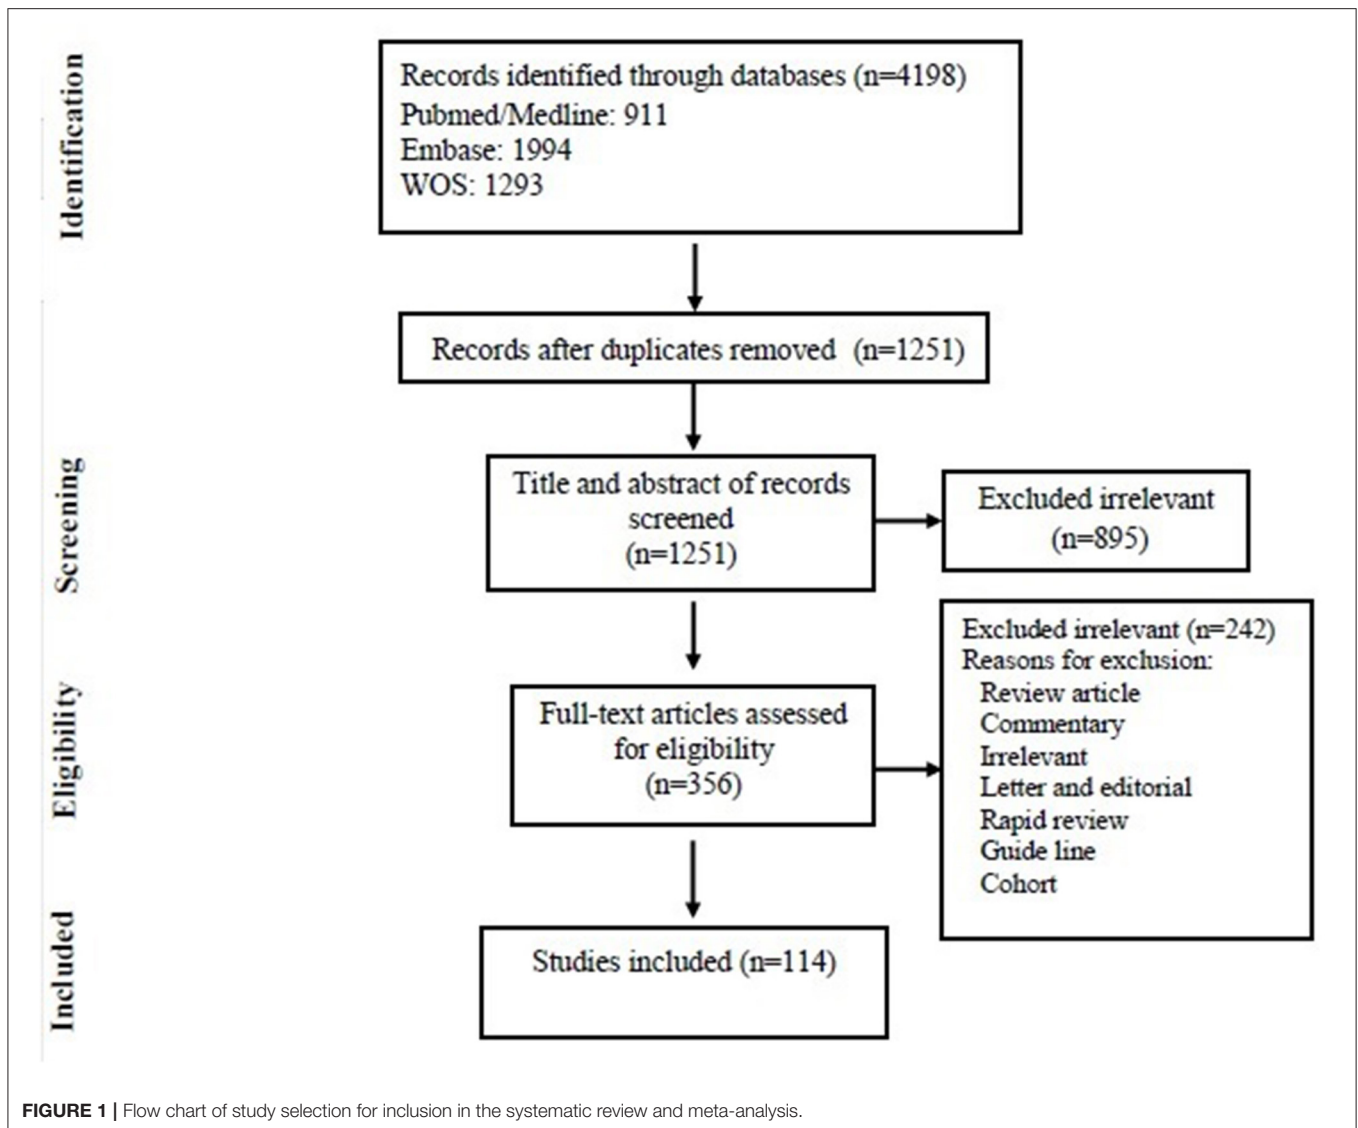 Identification
Records identified through databases (n=4198)
Pubmed/Medline: 911
Embase: 1994
WOS: 1293
Records after duplicates removed (n=1251)
Screening
Title and abstract of records
screened
(n=1251)
Excluded irrelevant
(n=895)
Eligibility
Full-text articles assessed
for eligibility
(n=356)
Excluded irrelevant (n=242)
Reasons for exclusion:
Review article
Commentary
Irrelevant
Letter and editorial
Rapid review
Guide line
Cohort
Included
Studies included (n=114)
FIGURE 1 | Flow chart of study selection for inclusion in the systematic review and meta-analysis.